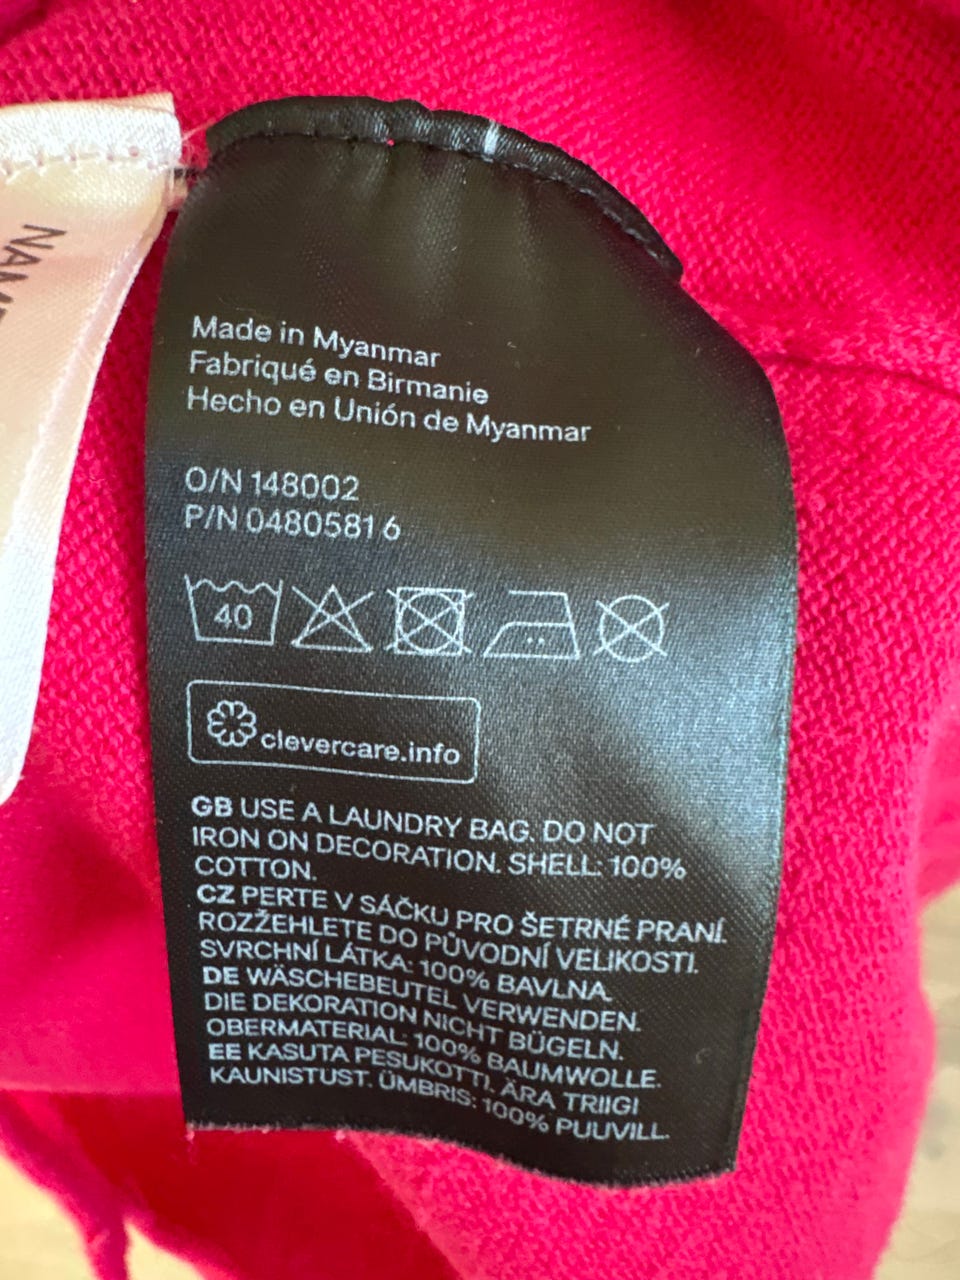 Made in Myanmar
Fabriqué en Birmanie
Hecho en Unión de Myanmar
O/N 148002
P/N 04805816
40
clevercare.info
GB USE A LAUNDRY BAG. DO NOT
IRON ON DECORATION. SHELL: 100%
COTTON.
CZ PERTE V SÁČKU PRO ŠETRNÉ PRANÍ.
ROZŽEHLETE DO PŮVODNÍ VELIKOSTI.
SVRCHNÍ LÁTKA: 100% BAVLNA.
DE WÄSCHEBEUTEL VERWENDEN.
DIE DEKORATION NICHT BÜGELN.
OBERMATERIAL: 100% BAUMWOLLE.
EE KASUTA PESUKOTTI. ÄRA TRIIGI
KAUNISTUST. ÜMBRIS: 100% PUUVILL.